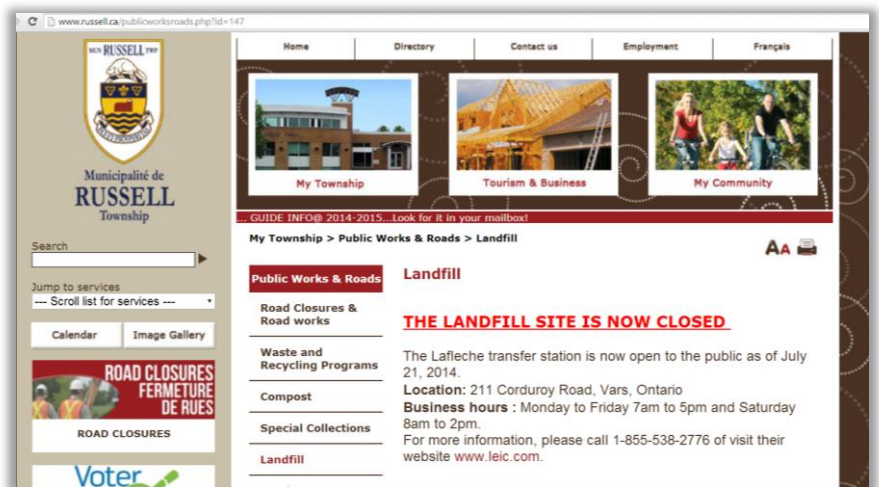 www.russell.ca/publicworksroads.php?id=147
MUN RUSSELL TWP
Municipalité de
RUSSELL
Township
Search
Jump to services
--- Scroll list for services ---
Calendar
Image Gallery
ROAD CLOSURES
FERMETURE
DE RUES
ROAD CLOSURES
Voter
Home
Directory
Contact us
Employment
Français
My Township
Tourism & Business
My Community
... GUIDE INFO@ 2014-2015...Look for it in your mailbox!
My Township > Public Works & Roads > Landfill
AA
Public Works & Roads
Road Closures &
Road works
Waste and
Recycling Programs
Compost
Special Collections
Landfill
Landfill
THE LANDFILL SITE IS NOW CLOSED
The Lafleche transfer station is now open to the public as of July
21, 2014.
Location: 211 Corduroy Road, Vars, Ontario
Business hours : Monday to Friday 7am to 5pm and Saturday
8am to 2pm.
For more information, please call 1-855-538-2776 of visit their
website www.leic.com.